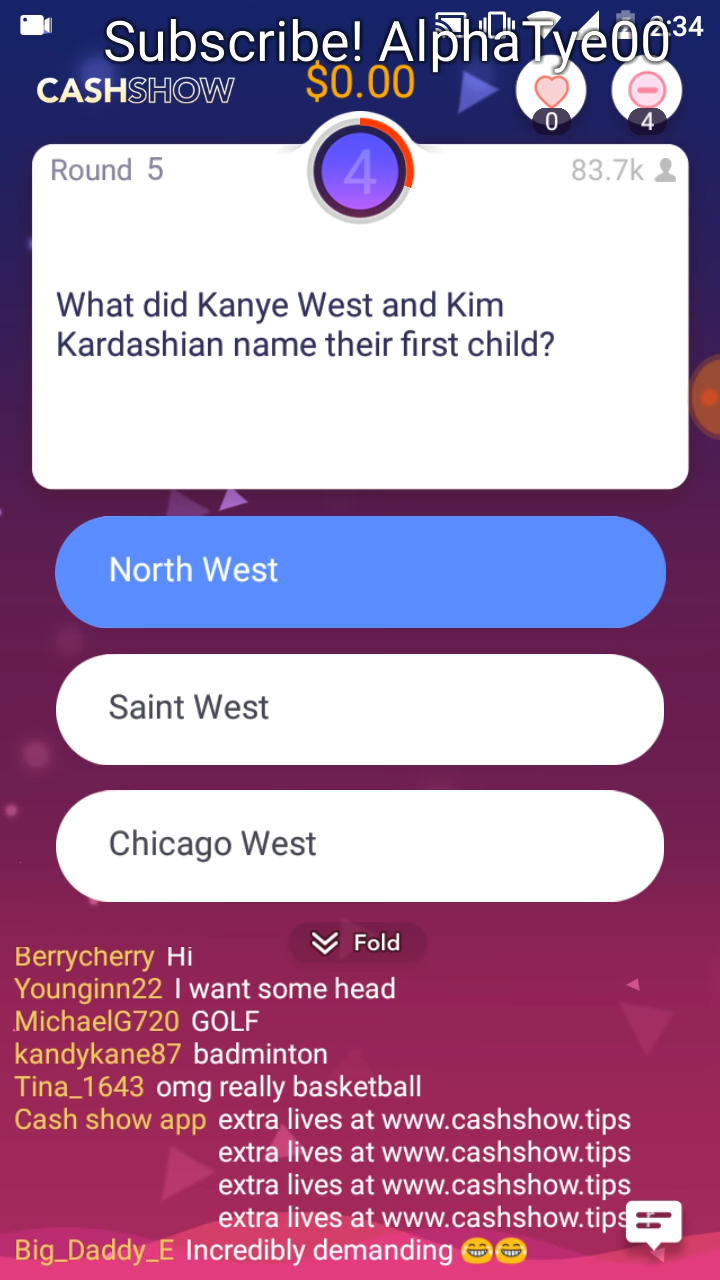 Subscribe! AlphaTye00
2:34
CASHSHOW
$0.00
0
4
Round 5
4
83.7k
What did Kanye West and Kim
Kardashian name their first child?
North West
Saint West
Chicago West
Fold
Berrycherry Hi
Younginn22 I want some head
MichaelG720 GOLF
kandykane87 badminton
Tina_1643 omg really basketball
Cash show app extra lives at www.cashshow.tips
extra lives at www.cashshow.tips
extra lives at www.cashshow.tips
extra lives at www.cashshow.tips
Big_Daddy_E Incredibly demanding 😂😂